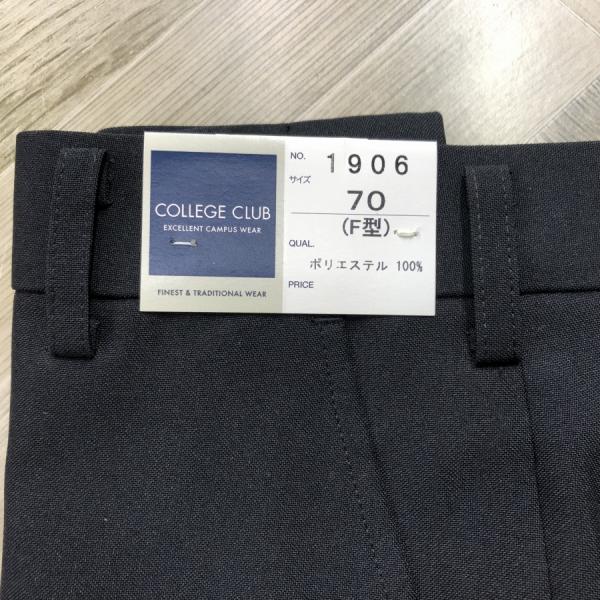 COLLEGE CLUB
EXCELLENT CAMPUS WEAR
FINEST & TRADITIONAL WEAR
NO. 1906
サイズ 70
(F型)
QUAL.
ポリエステル 100%
PRICE